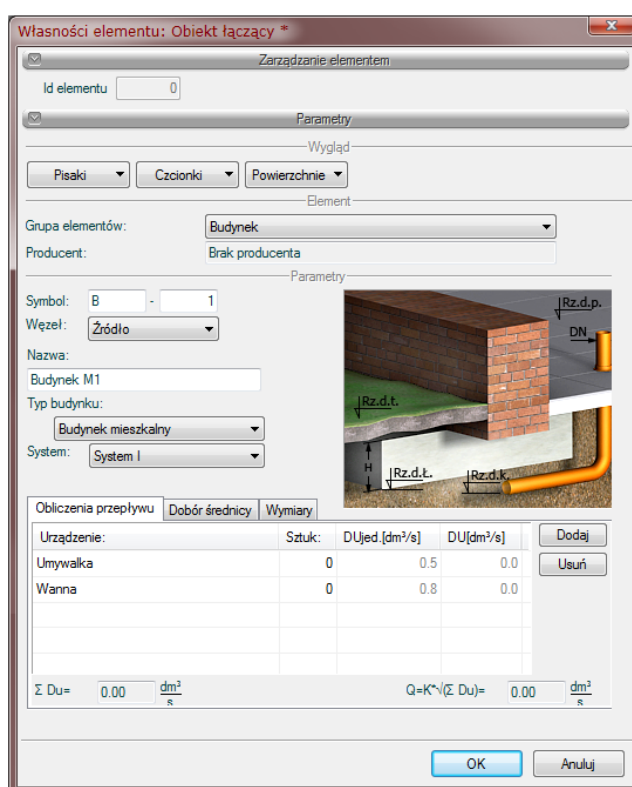 Własności elementu: Obiekt łączący *
Zarządzanie elementem
Id elementu 0
Parametry
Wygląd
Pisaki Czcionki Powierzchnie
Element
Grupa elementów: Budynek
Producent: Brak producenta
Parametry
Symbol: B - 1
Węzeł: Źródło
Nazwa:
Budynek M1
Typ budynku:
Budynek mieszkalny
System: System I
Rz.d.p.
DN
Rz.d.t.
H
Rz.d.Ł.
Rz.d.k.
Obliczenia przepływu Dobór średnicy Wymiary
Urządzenie: Sztuk: DUjed.[dm³/s] DU[dm³/s]
Umywalka 0 0.5 0.0
Wanna 0 0.8 0.0
Dodaj
Usuń
Σ Du= 0.00 dm³/s Q=K*√(Σ Du)= 0.00 dm³/s
OK Anuluj